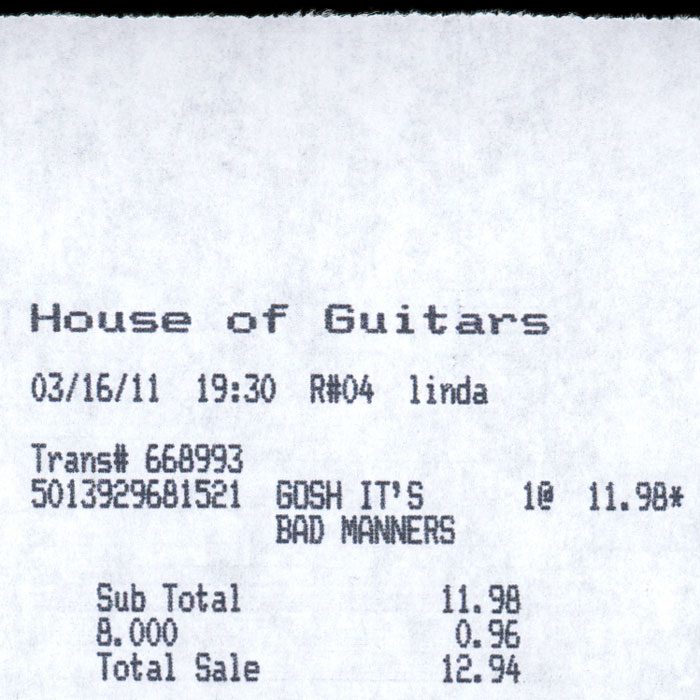 House of Guitars
03/16/11 19:30 R#04 linda
Trans# 668993
5013929681521 GOSH IT'S 1@ 11.98*
BAD MANNERS
Sub Total 11.98
8.000 0.96
Total Sale 12.94